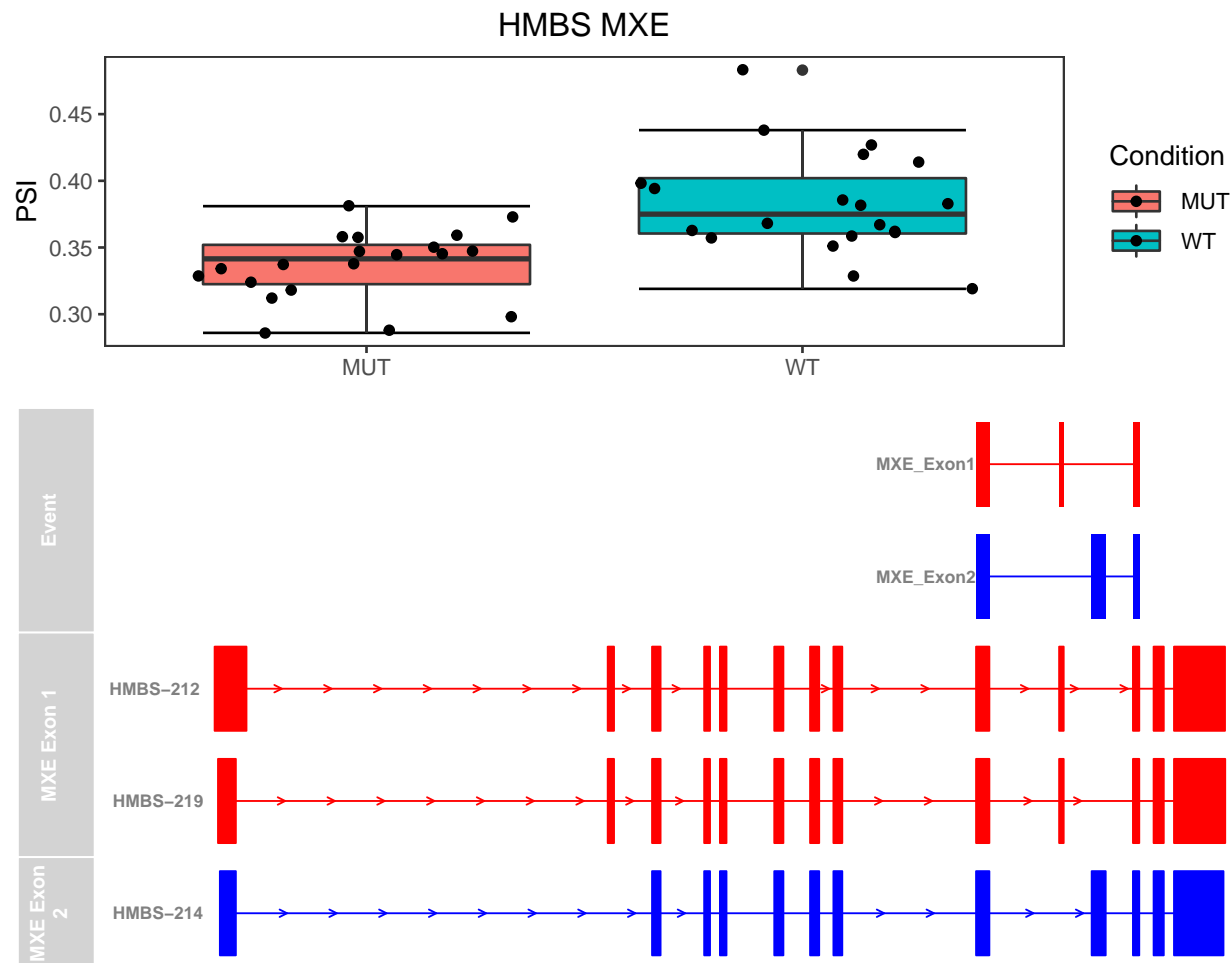 HMBS MXE
PSI
0.45
0.40
0.35
0.30
MUT
WT
Condition
MUT
WT
Event
MXE_Exon1
MXE_Exon2
MXE Exon 1
HMBS−212
HMBS−219
MXE Exon
2
HMBS−214